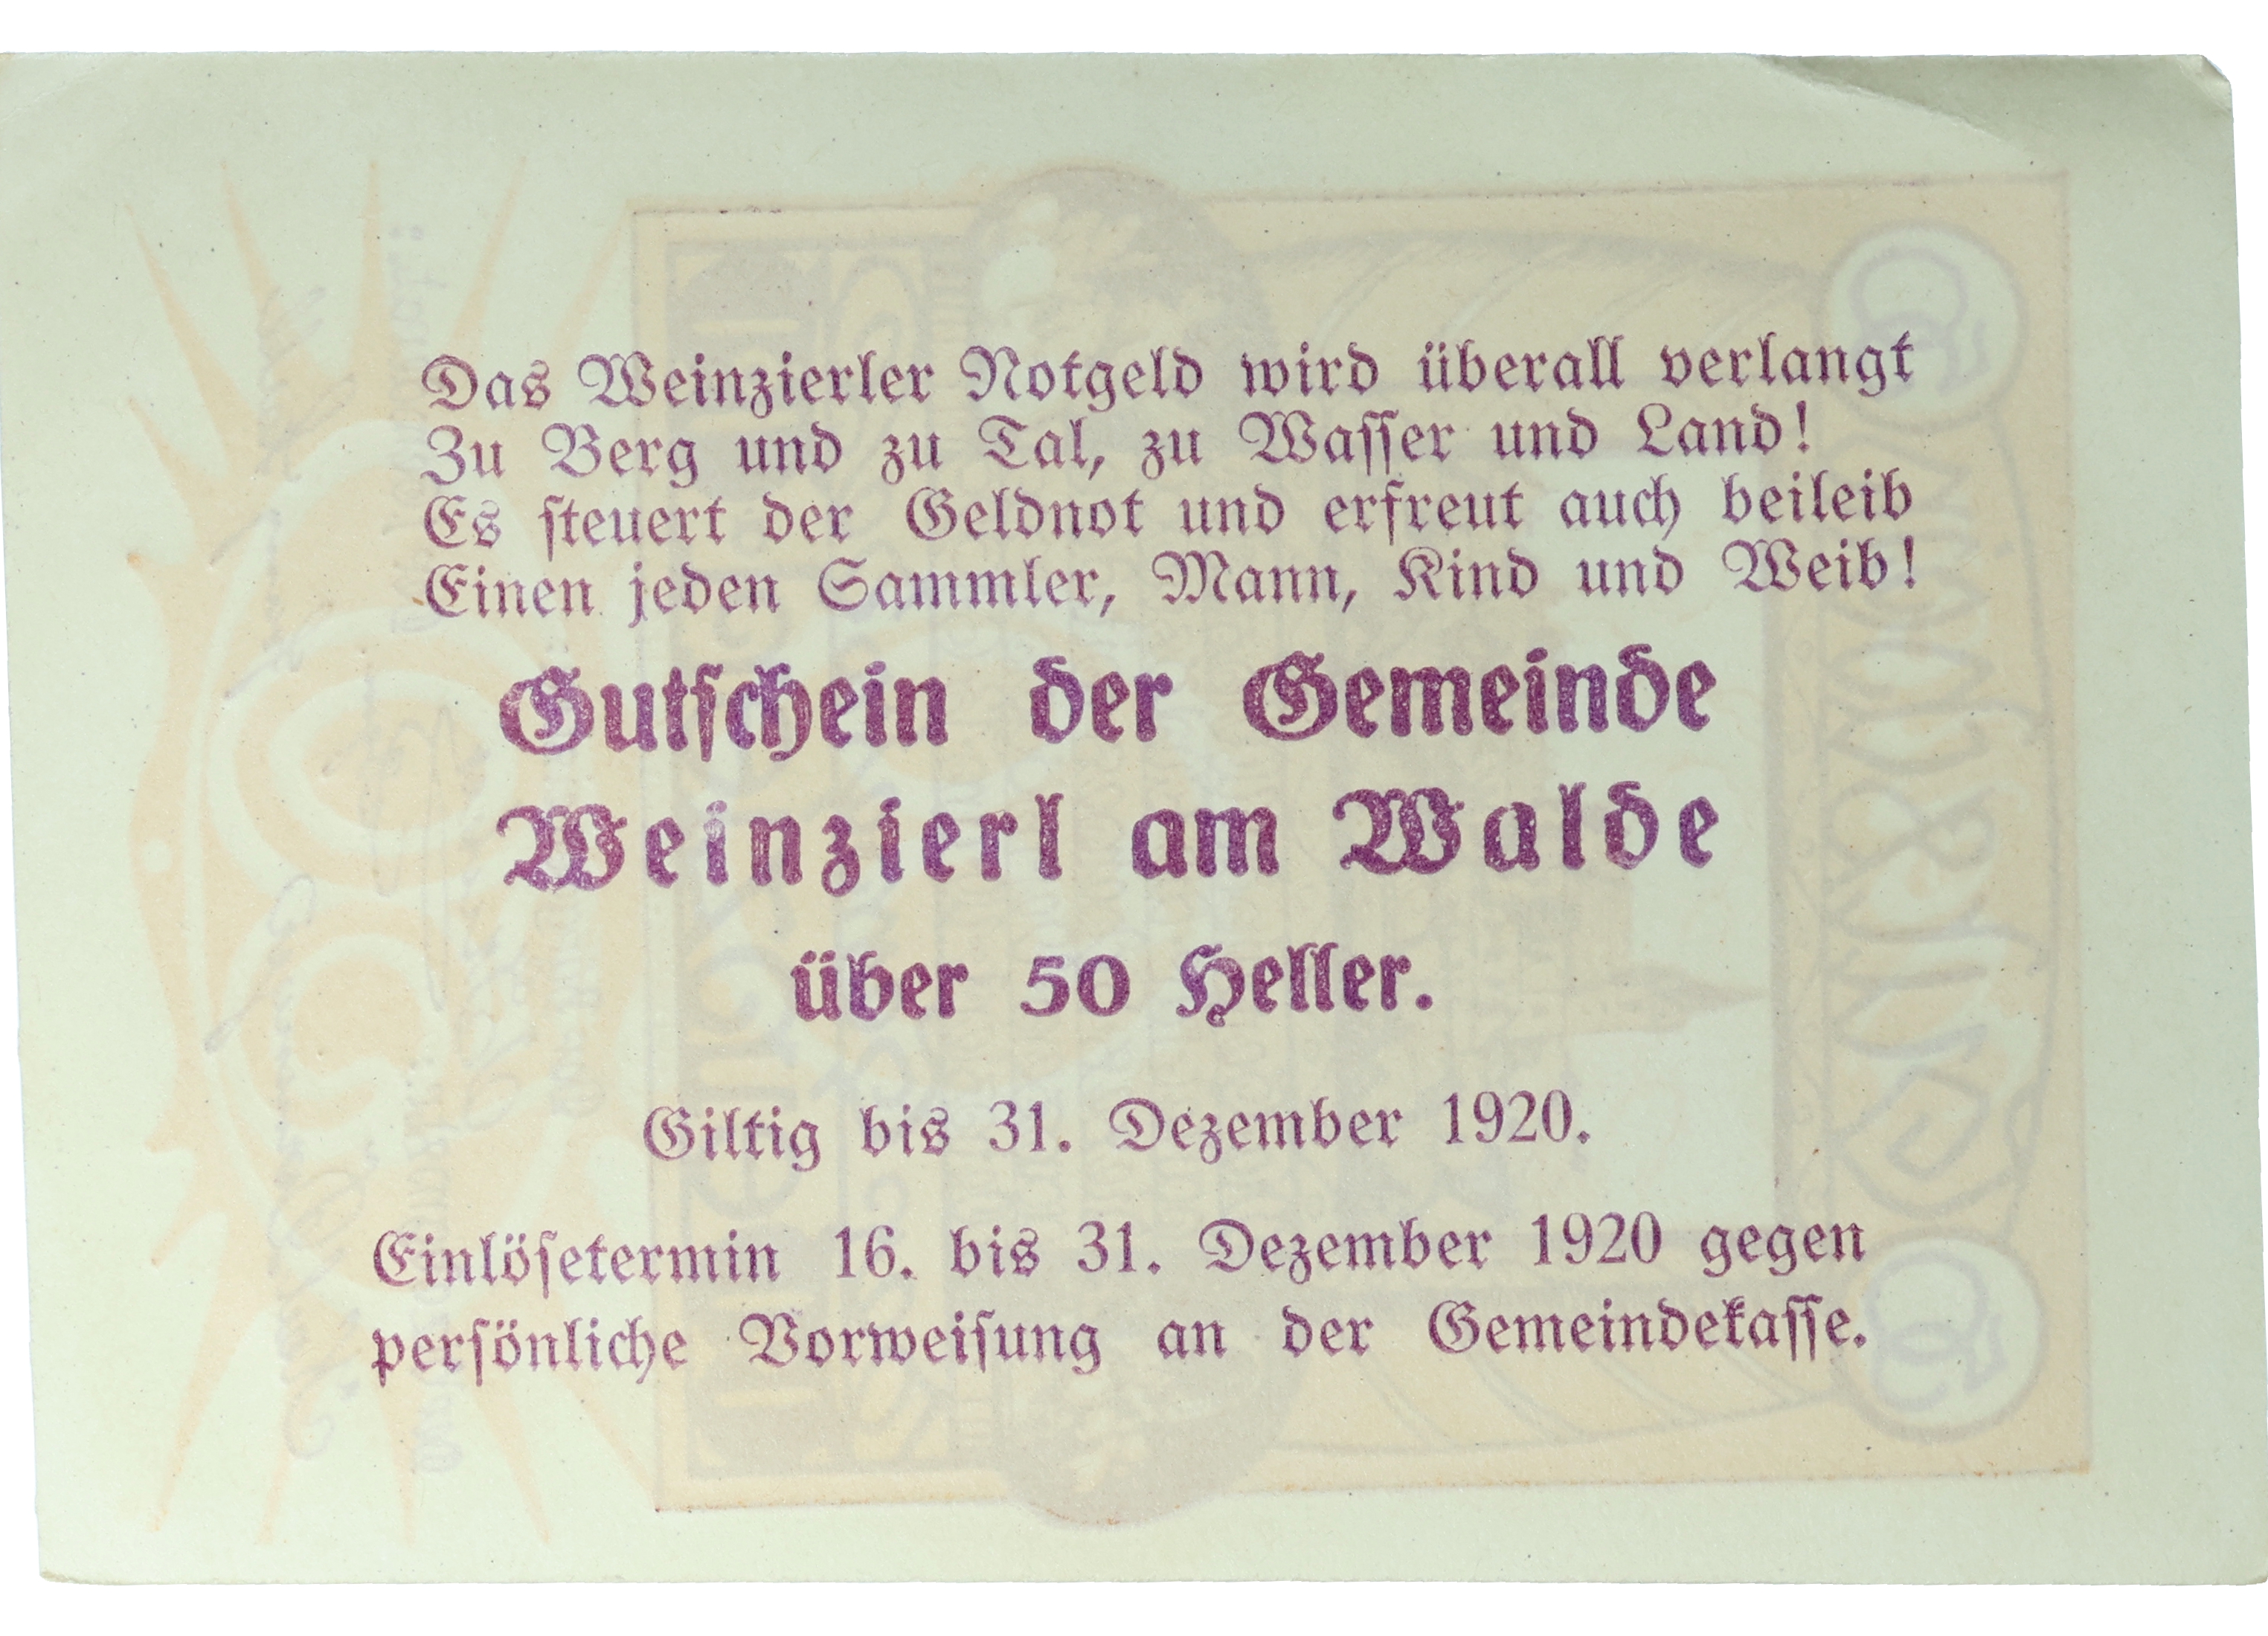 Das Weinzierler Notgeld wird überall verlangt
Zu Berg und zu Tal, zu Wasser und Land!
Es steuert der Geldnot und erfreut auch beileib
Einen jeden Sammler, Mann, Kind und Weib!
Gutschein der Gemeinde
Weinzierl am Walde
über 50 Heller.
Giltig bis 31. Dezember 1920.
Einlösetermin 16. bis 31. Dezember 1920 gegen
persönliche Vorweisung an der Gemeindekasse.